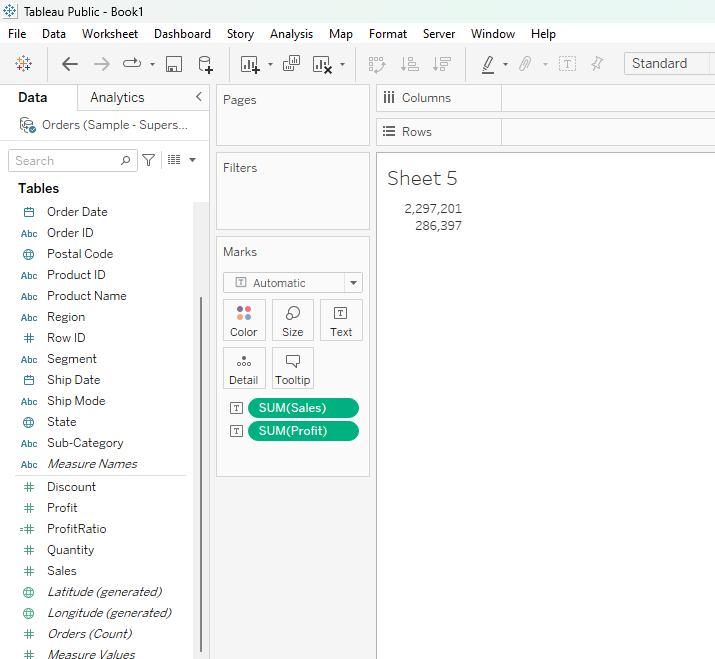 Tableau Public - Book1
File Data Worksheet Dashboard Story Analysis Map Format Server Window Help
Standard
Data Analytics
Orders (Sample - Supers...
Search
Tables
Order Date
Abc Order ID
Postal Code
Abc Product ID
Abc Product Name
Abc Region
Row ID
Abc Segment
Ship Date
Abc Ship Mode
State
Abc Sub-Category
Abc Measure Names
Discount
Profit
ProfitRatio
Quantity
Sales
Latitude (generated)
Longitude (generated)
Orders (Count)
Measure Values
Pages
Filters
Marks
Automatic
Color Size Text
Detail Tooltip
SUM(Sales)
SUM(Profit)
Columns
Rows
Sheet 5
2,297,201
286,397